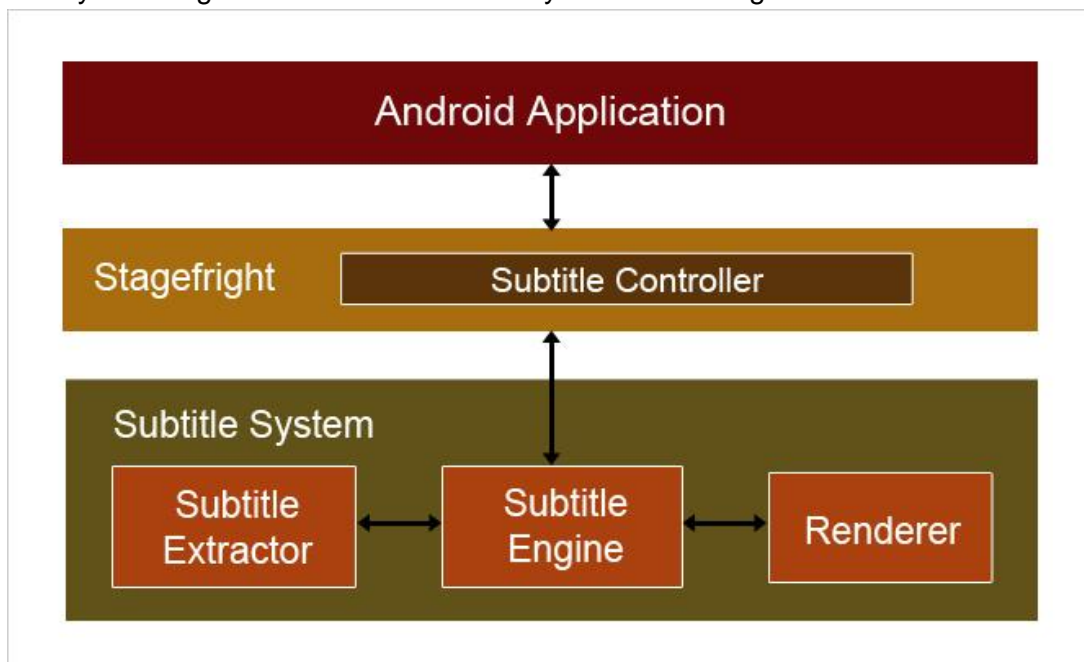 Android Application
Stagefright
Subtitle Controller
Subtitle System
Subtitle
Extractor
Subtitle
Engine
Renderer